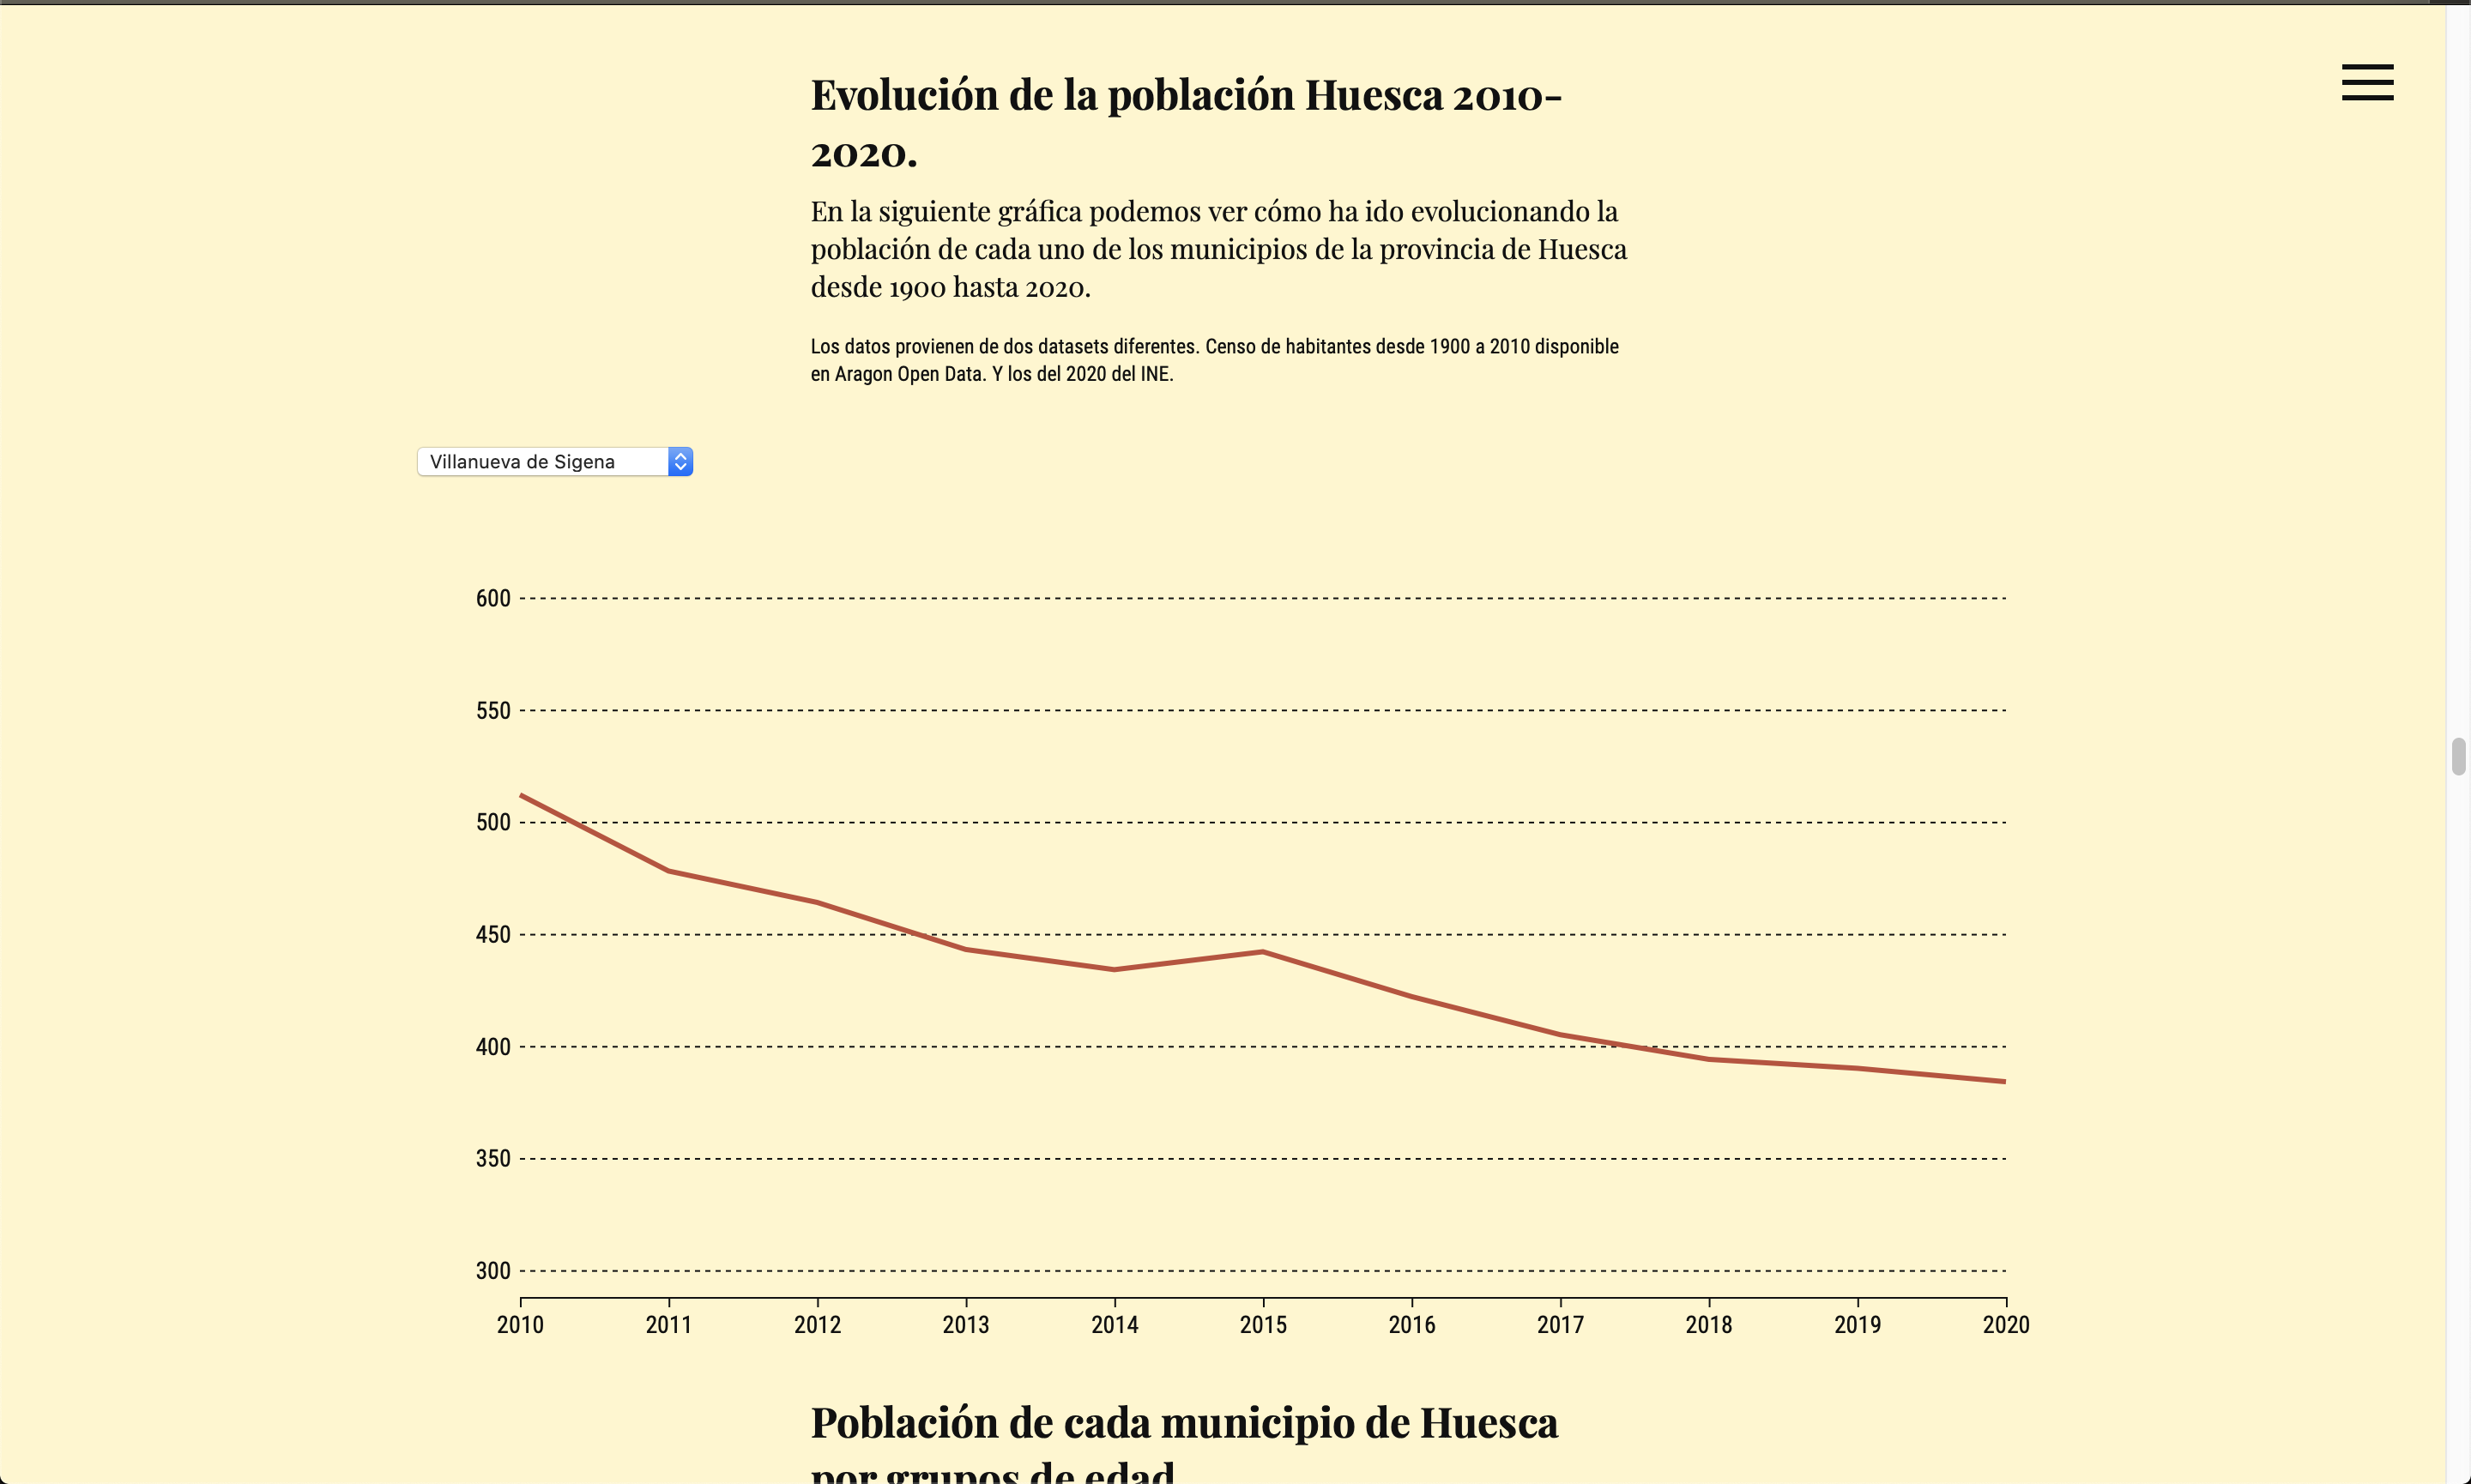 Evolución de la población Huesca 2010-
2020.
En la siguiente gráfica podemos ver cómo ha ido evolucionando la
población de cada uno de los municipios de la provincia de Huesca
desde 1900 hasta 2020.
Los datos provienen de dos datasets diferentes. Censo de habitantes desde 1900 a 2010 disponible
en Aragon Open Data. Y los del 2020 del INE.
Villanueva de Sigena
600
550
500
450
400
350
300
2010 2011 2012 2013 2014 2015 2016 2017 2018 2019 2020
Población de cada municipio de Huesca
por grupos de edad